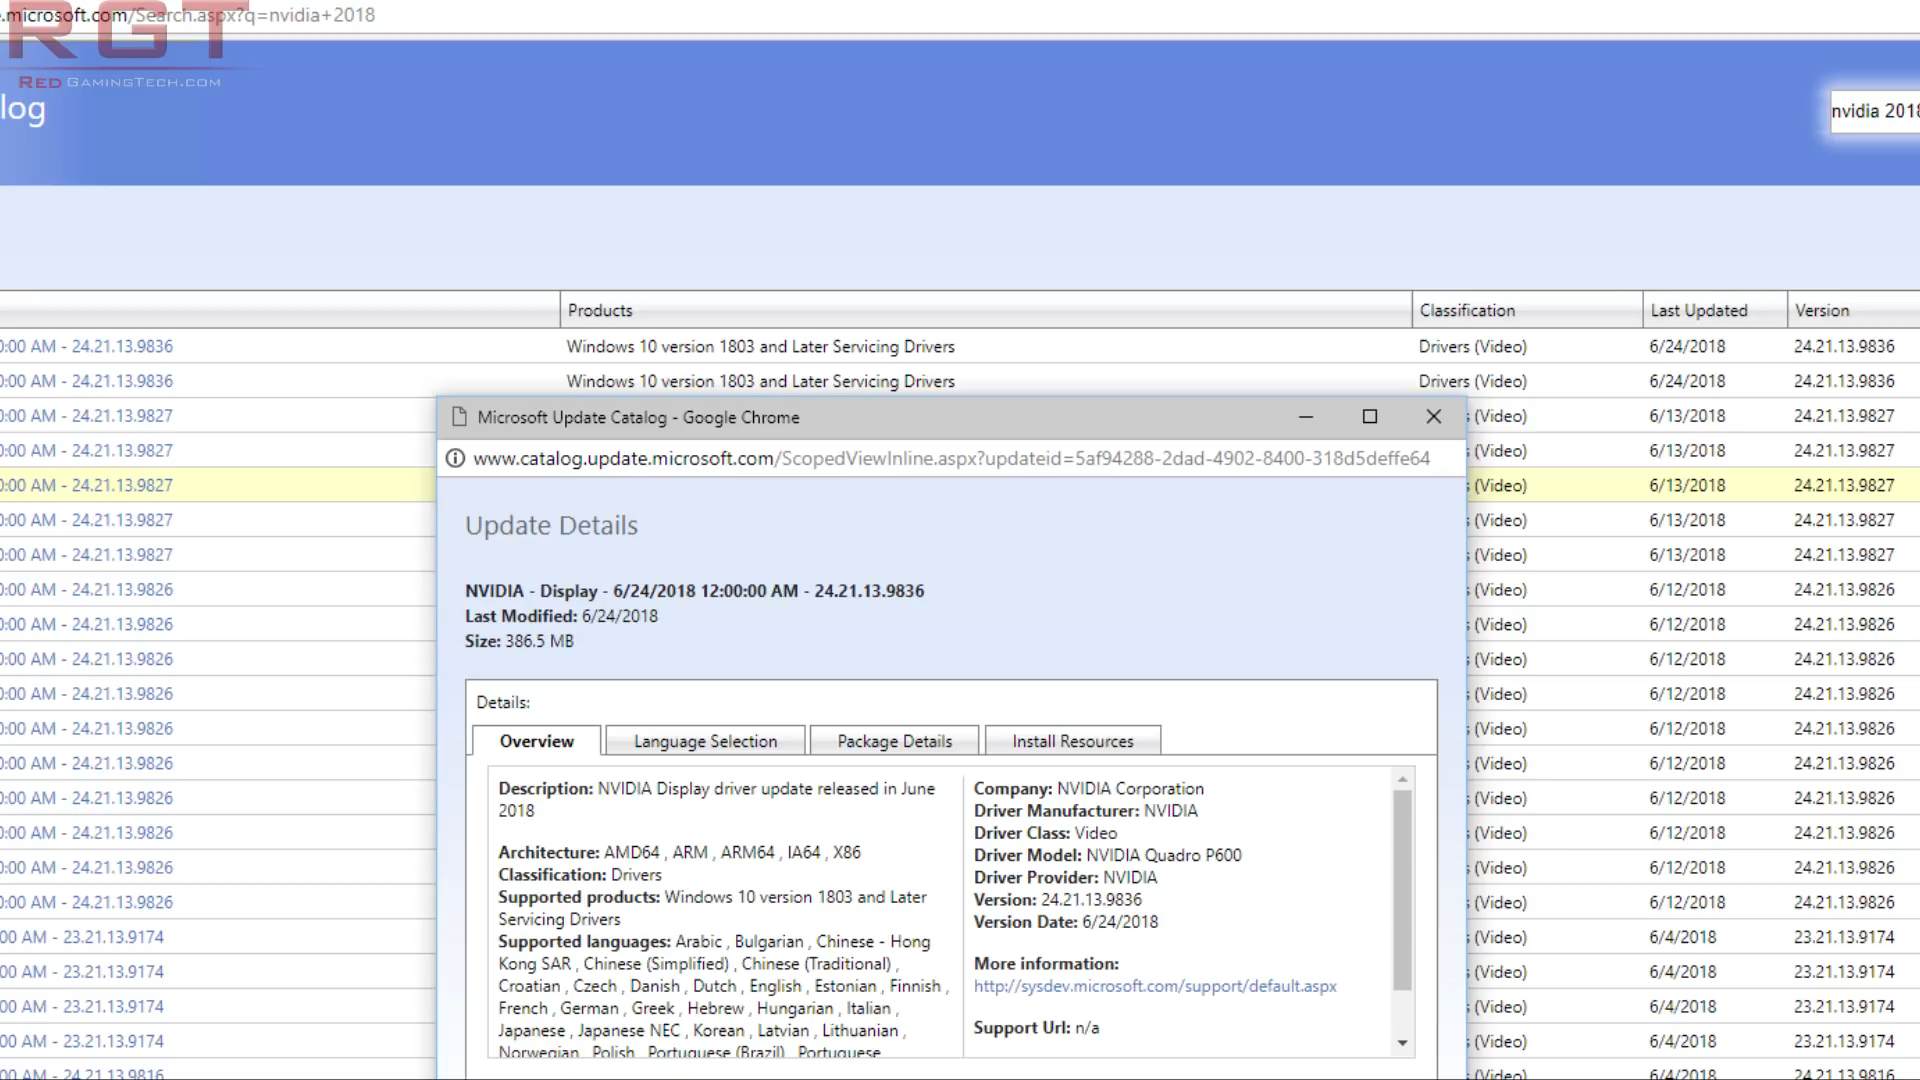 e.microsoft.com/Search.aspx?q=nvidia+2018
RGT
RED GAMINGTECH.COM
log
nvidia 2018
Products Classification Last Updated Version
0:00 AM - 24.21.13.9836 Windows 10 version 1803 and Later Servicing Drivers Drivers (Video) 6/24/2018 24.21.13.9836
0:00 AM - 24.21.13.9836 Windows 10 version 1803 and Later Servicing Drivers Drivers (Video) 6/24/2018 24.21.13.9836
0:00 AM - 24.21.13.9827 s (Video) 6/13/2018 24.21.13.9827
0:00 AM - 24.21.13.9827 s (Video) 6/13/2018 24.21.13.9827
0:00 AM - 24.21.13.9827 s (Video) 6/13/2018 24.21.13.9827
0:00 AM - 24.21.13.9827 s (Video) 6/13/2018 24.21.13.9827
0:00 AM - 24.21.13.9827 s (Video) 6/13/2018 24.21.13.9827
0:00 AM - 24.21.13.9826 s (Video) 6/12/2018 24.21.13.9826
0:00 AM - 24.21.13.9826 s (Video) 6/12/2018 24.21.13.9826
0:00 AM - 24.21.13.9826 s (Video) 6/12/2018 24.21.13.9826
0:00 AM - 24.21.13.9826 s (Video) 6/12/2018 24.21.13.9826
0:00 AM - 24.21.13.9826 s (Video) 6/12/2018 24.21.13.9826
0:00 AM - 24.21.13.9826 s (Video) 6/12/2018 24.21.13.9826
0:00 AM - 24.21.13.9826 s (Video) 6/12/2018 24.21.13.9826
0:00 AM - 24.21.13.9826 s (Video) 6/12/2018 24.21.13.9826
0:00 AM - 24.21.13.9826 s (Video) 6/12/2018 24.21.13.9826
0:00 AM - 24.21.13.9826 s (Video) 6/12/2018 24.21.13.9826
00 AM - 23.21.13.9174 s (Video) 6/4/2018 23.21.13.9174
00 AM - 23.21.13.9174 s (Video) 6/4/2018 23.21.13.9174
00 AM - 23.21.13.9174 s (Video) 6/4/2018 23.21.13.9174
00 AM - 23.21.13.9174 s (Video) 6/4/2018 23.21.13.9174
00 AM - 24.21.13.9816 s (Video) 6/4/2018 24.21.13.9816
Microsoft Update Catalog - Google Chrome
www.catalog.update.microsoft.com/ScopedViewInline.aspx?updateid=5af94288-2dad-4902-8400-318d5deffe64
Update Details
NVIDIA - Display - 6/24/2018 12:00:00 AM - 24.21.13.9836
Last Modified: 6/24/2018
Size: 386.5 MB
Details:
Overview Language Selection Package Details Install Resources
Description: NVIDIA Display driver update released in June
2018
Architecture: AMD64 , ARM , ARM64 , IA64 , X86
Classification: Drivers
Supported products: Windows 10 version 1803 and Later
Servicing Drivers
Supported languages: Arabic , Bulgarian , Chinese - Hong
Kong SAR , Chinese (Simplified) , Chinese (Traditional) ,
Croatian , Czech , Danish , Dutch , English , Estonian , Finnish ,
French , German , Greek , Hebrew , Hungarian , Italian ,
Japanese , Japanese NEC , Korean , Latvian , Lithuanian ,
Norwegian , Polish , Portuguese (Brazil) , Portuguese
Company: NVIDIA Corporation
Driver Manufacturer: NVIDIA
Driver Class: Video
Driver Model: NVIDIA Quadro P600
Driver Provider: NVIDIA
Version: 24.21.13.9836
Version Date: 6/24/2018
More information:
http://sysdev.microsoft.com/support/default.aspx
Support Url: n/a